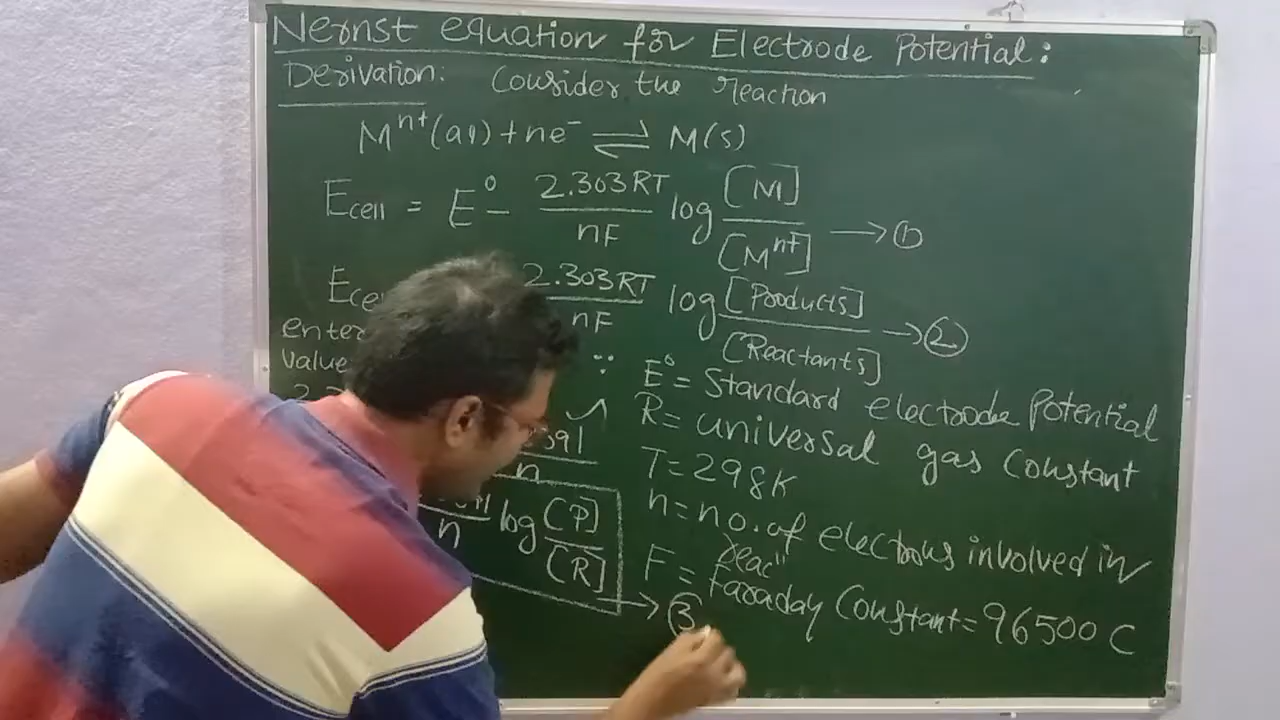 Nernst equation for Electrode Potential:
Derivation: Consider the reaction
M^n+(aq) + ne^- ⇌ M(s)
Ecell = E° - 2.303RT/nF log [M]/[M^n+] → ①
2.303RT/nF log [Products]/[Reactants] → ②
∵ E° = Standard electrode Potential
R = universal gas constant
T = 298K
n = no. of electrons involved in
reac"
F = Faraday Constant = 96500 C
n
n log [P]/[R]
→ ③